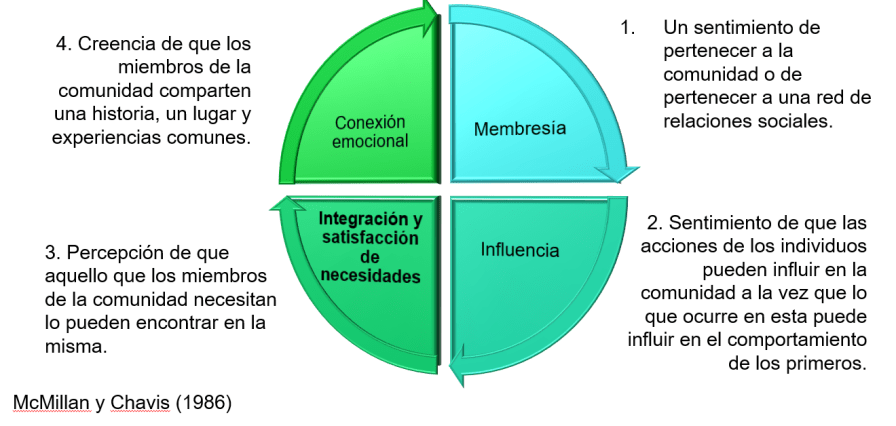 1. Un sentimiento de
pertenecer a la
comunidad o de
pertenecer a una red de
relaciones sociales.
Membresía
2. Sentimiento de que las
acciones de los individuos
pueden influir en la
comunidad a la vez que lo
que ocurre en esta puede
influir en el comportamiento
de los primeros.
Influencia
3. Percepción de que
aquello que los miembros
de la comunidad necesitan
lo pueden encontrar en la
misma.
Integración y
satisfacción
de
necesidades
4. Creencia de que los
miembros de la
comunidad comparten
una historia, un lugar y
experiencias comunes.
Conexión
emocional
McMillan y Chavis (1986)